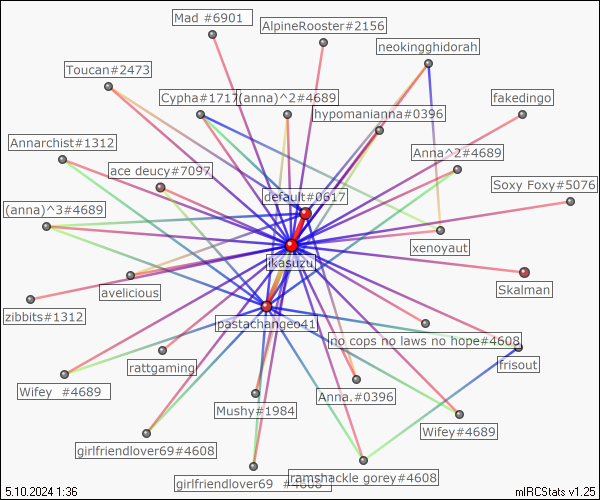 Mad #6901
AlpineRooster#2156
neokingghidorah
Toucan#2473
Cypha#1717
(anna)^2#4689
fakedingo
hypomanianna#0396
Annarchist#1312
Anna^2#4689
ace deucy#7097
Soxy Foxy#5076
default#0617
(anna)^3#4689
xenoyaut
ikasuzu
Skalman
avelicious
zibbits#1312
pastachangeo41
no cops no laws no hope#4608
frisout
rattgaming
Wifey #4689
Anna.#0396
Mushy#1984
Wifey#4689
girlfriendlover69#4608
girlfriendlover69 #4608
ramshackle gorey#4608
5.10.2024 1:36
mIRCStats v1.25